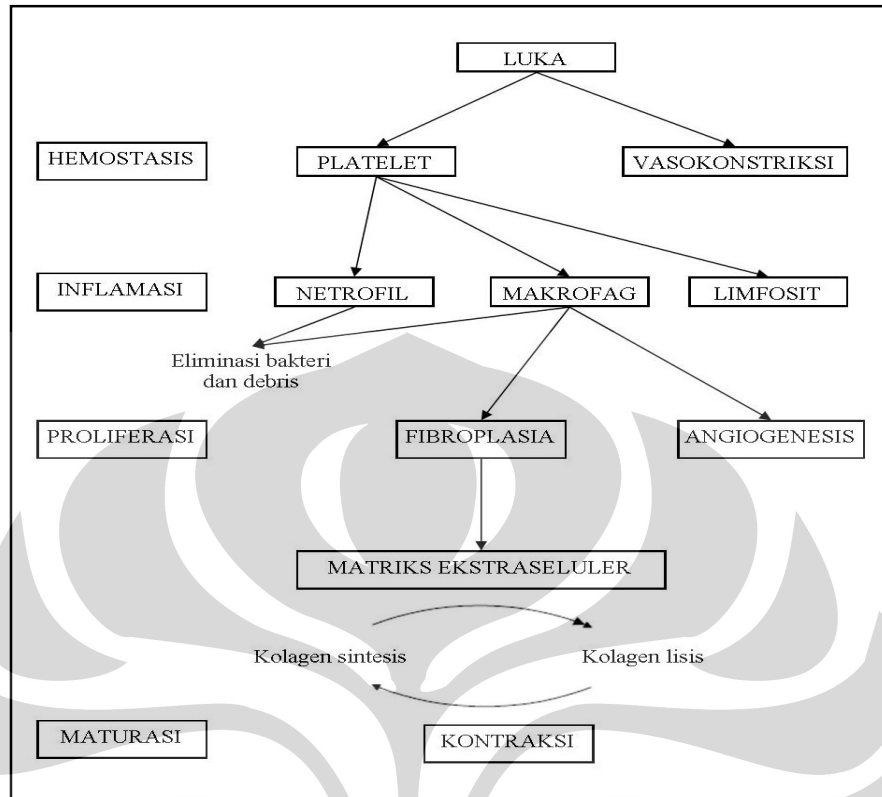 LUKA
HEMOSTASIS
PLATELET
VASOKONSTRIKSI
INFLAMASI
NETROFIL
MAKROFAG
LIMFOSIT
Eliminasi bakteri
dan debris
PROLIFERASI
FIBROPLASIA
ANGIOGENESIS
MATRIKS EKSTRASELULER
Kolagen sintesis
Kolagen lisis
MATURASI
KONTRAKSI